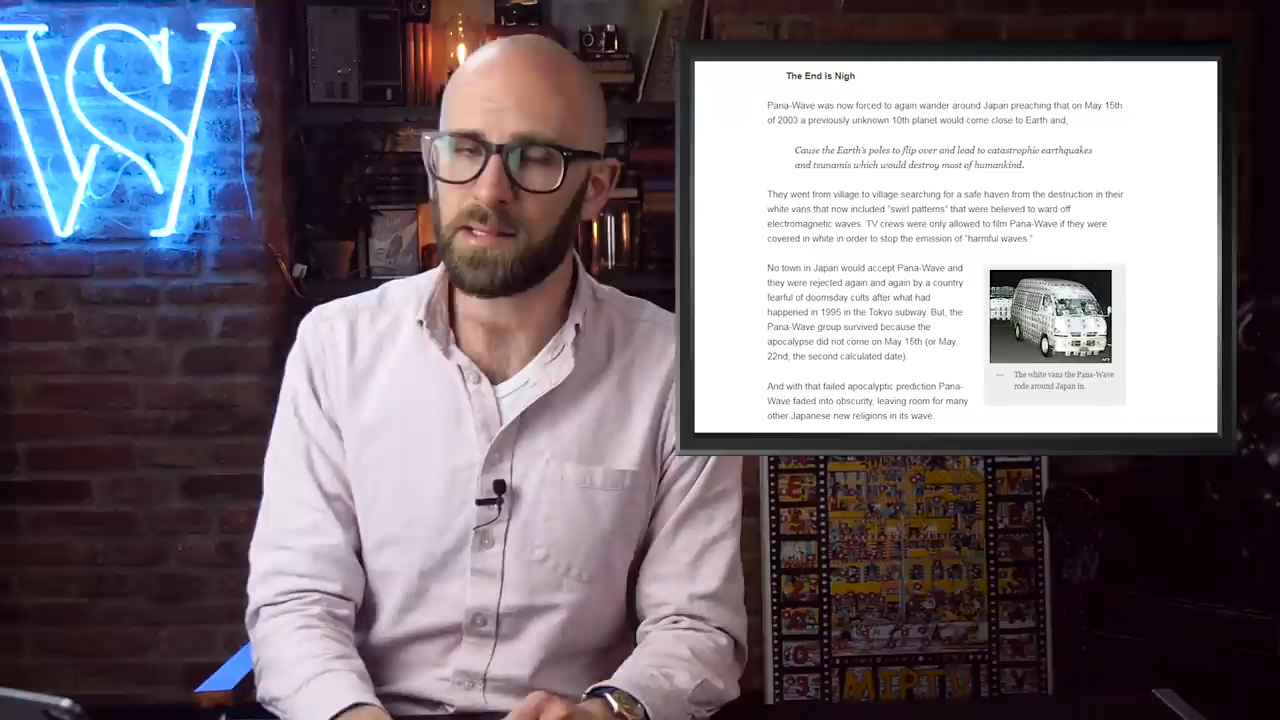 WS
The End is Nigh
Pana-Wave was now forced to again wander around Japan preaching that on May 15th
of 2003 a previously unknown 10th planet would come close to Earth and,
Cause the Earth's poles to flip over and lead to catastrophic earthquakes
and tsunamis which would destroy most of humankind.
They went from village to village searching for a safe haven from the destruction in their
white vans that now included "swirl patterns" that were believed to ward off
electromagnetic waves. TV crews were only allowed to film Pana-Wave if they were
covered in white in order to stop the emission of "harmful waves."
No town in Japan would accept Pana-Wave and
they were rejected again and again by a country
fearful of doomsday cults after what had
happened in 1995 in the Tokyo subway. But, the
Pana-Wave group survived because the
apocalypse did not come on May 15th (or May
22nd, the second calculated date).
And with that failed apocalyptic prediction Pana-
Wave faded into obscurity, leaving room for many
other Japanese new religions in its wave.
— The white vans the Pana-Wave
rode around Japan in.
MIPTV